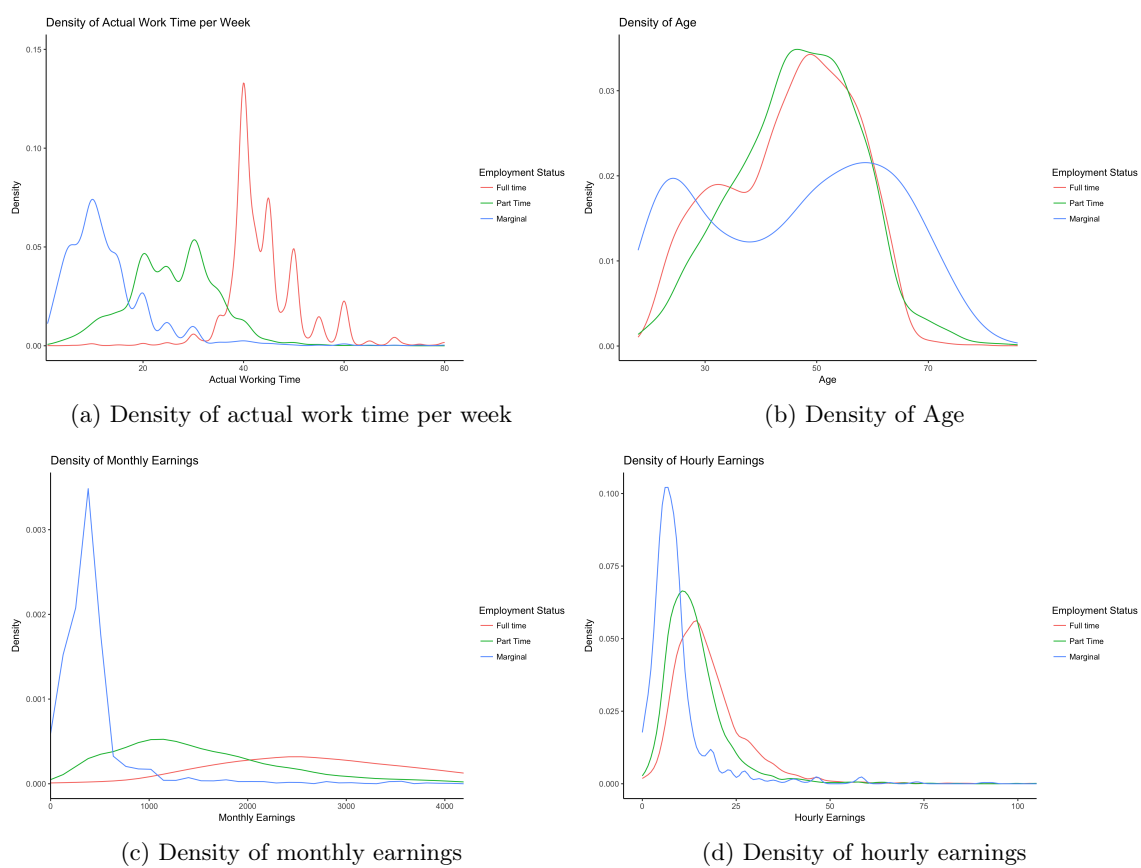 Density of Actual Work Time per Week
0.15
0.10
0.05
0.00
Density
20
40
60
80
Actual Working Time
Employment Status
Full time
Part Time
Marginal
(a) Density of actual work time per week
Density of Age
0.03
0.02
0.01
0.00
Density
30
50
70
Age
Employment Status
Full time
Part Time
Marginal
(b) Density of Age
Density of Monthly Earnings
0.003
0.002
0.001
0.000
Density
0
1000
2000
3000
4000
Monthly Earnings
Employment Status
Full time
Part Time
Marginal
(c) Density of monthly earnings
Density of Hourly Earnings
0.100
0.075
0.050
0.025
0.000
Density
0
25
50
75
100
Hourly Earnings
Employment Status
Full time
Part Time
Marginal
(d) Density of hourly earnings